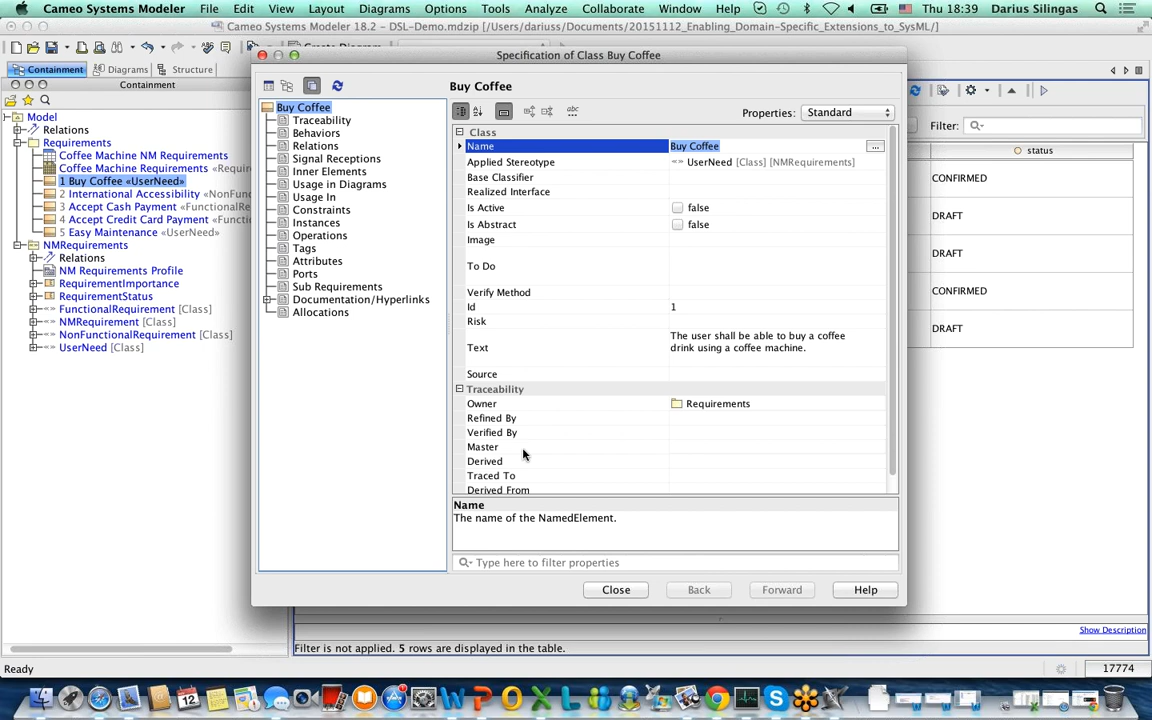 Cameo Systems Modeler File Edit View Layout Diagrams Options Tools Analyze Collaborate Window Help Thu 18:39 Darius Silingas
Cameo Systems Modeler 18.2 - DSL-Demo.mdzip [/Users/dariuss/Documents/20151112_Enabling_Domain-Specific_Extensions_to_SysML/]
Containment Diagrams Structure
Containment
Model
Relations
Requirements
Coffee Machine NM Requirements
Coffee Machine Requirements «Require
1 Buy Coffee «UserNeed»
2 International Accessibility «NonFunc
3 Accept Cash Payment «FunctionalRe
4 Accept Credit Card Payment «Functi
5 Easy Maintenance «UserNeed»
NMRequirements
Relations
NM Requirements Profile
RequirementImportance
RequirementStatus
FunctionalRequirement [Class]
NMRequirement [Class]
NonFunctionalRequirement [Class]
UserNeed [Class]
Specification of Class Buy Coffee
Buy Coffee
Traceability
Behaviors
Relations
Signal Receptions
Inner Elements
Usage in Diagrams
Usage In
Constraints
Instances
Operations
Tags
Attributes
Ports
Sub Requirements
Documentation/Hyperlinks
Allocations
Buy Coffee
Properties: Standard
Class
Name Buy Coffee ...
Applied Stereotype «» UserNeed [Class] [NMRequirements]
Base Classifier
Realized Interface
Is Active false
Is Abstract false
Image
To Do
Verify Method
Id 1
Risk
Text The user shall be able to buy a coffee
drink using a coffee machine.
Source
Traceability
Owner Requirements
Refined By
Verified By
Master
Derived
Traced To
Derived From
Name
The name of the NamedElement.
Type here to filter properties
Close Back Forward Help
Filter:
status
CONFIRMED
DRAFT
DRAFT
CONFIRMED
DRAFT
Show Description
Filter is not applied. 5 rows are displayed in the table.
Ready 17774